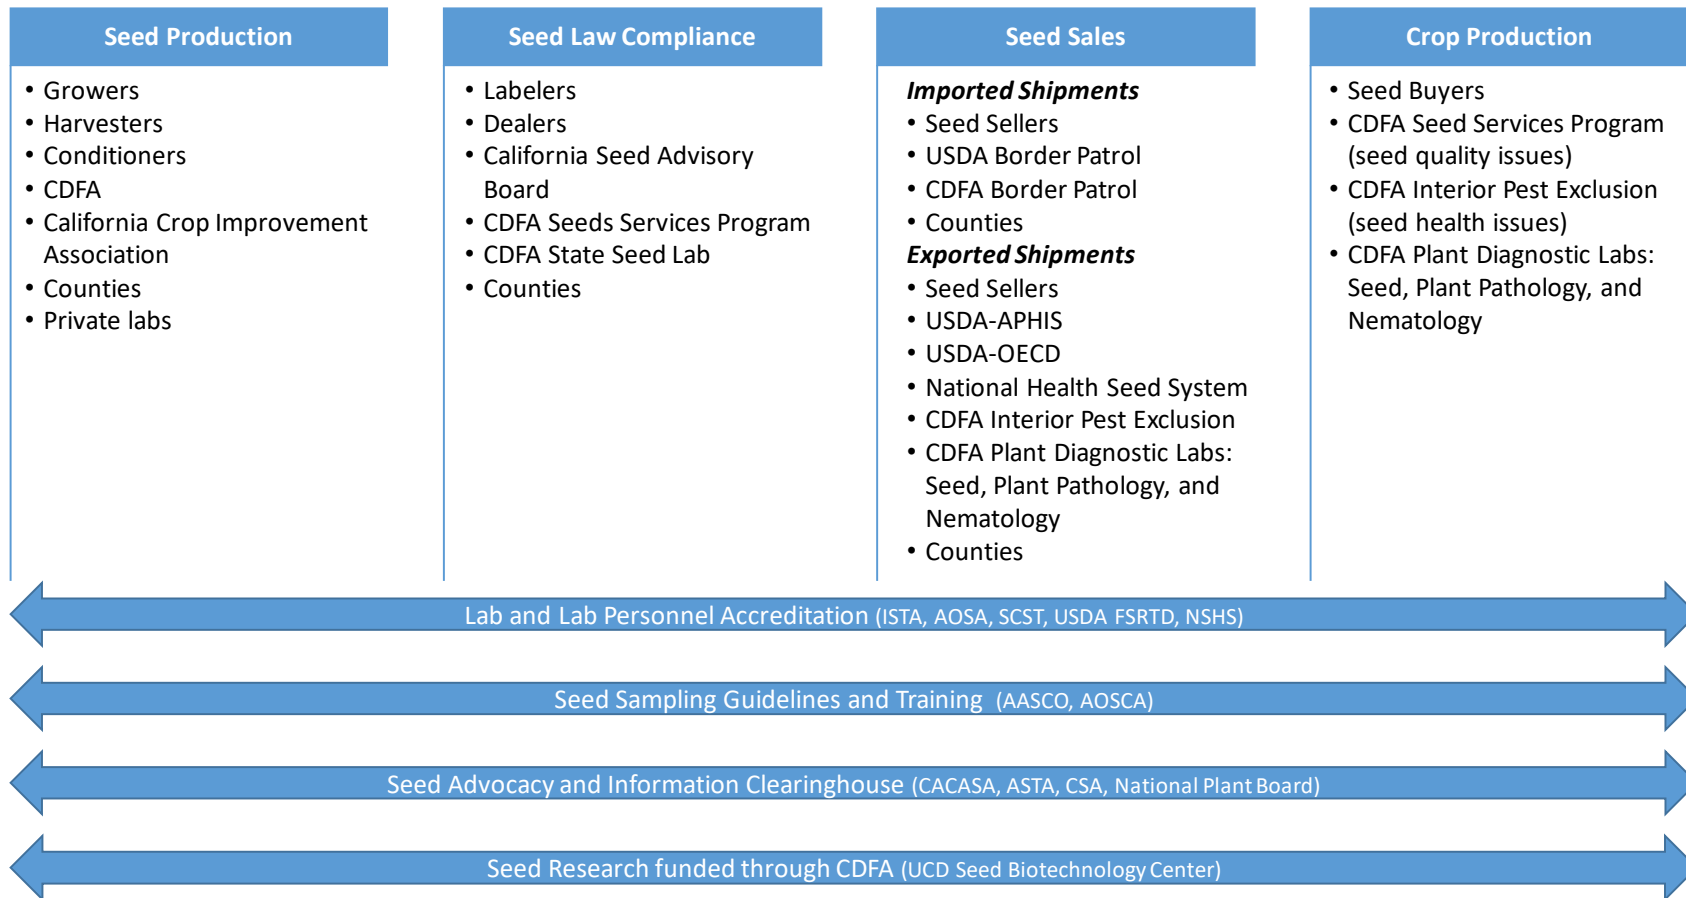 Seed Production
• Growers
• Harvesters
• Conditioners
• CDFA
• California Crop Improvement
Association
• Counties
• Private labs
Seed Law Compliance
• Labelers
• Dealers
• California Seed Advisory
Board
• CDFA Seeds Services Program
• CDFA State Seed Lab
• Counties
Seed Sales
Imported Shipments
• Seed Sellers
• USDA Border Patrol
• CDFA Border Patrol
• Counties
Exported Shipments
• Seed Sellers
• USDA-APHIS
• USDA-OECD
• National Health Seed System
• CDFA Interior Pest Exclusion
• CDFA Plant Diagnostic Labs:
Seed, Plant Pathology, and
Nematology
• Counties
Crop Production
• Seed Buyers
• CDFA Seed Services Program
(seed quality issues)
• CDFA Interior Pest Exclusion
(seed health issues)
• CDFA Plant Diagnostic Labs:
Seed, Plant Pathology, and
Nematology
Lab and Lab Personnel Accreditation (ISTA, AOSA, SCST, USDA FSRTD, NSHS)
Seed Sampling Guidelines and Training (AASCO, AOSCA)
Seed Advocacy and Information Clearinghouse (CACASA, ASTA, CSA, National Plant Board)
Seed Research funded through CDFA (UCD Seed Biotechnology Center)